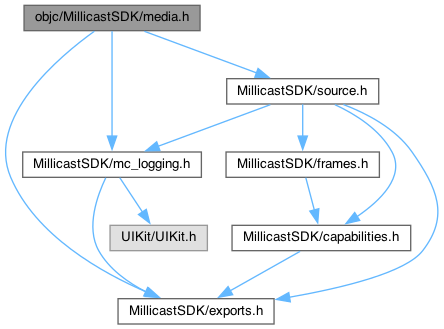 objc/MillicastSDK/media.h
MillicastSDK/source.h
MillicastSDK/mc_logging.h
MillicastSDK/frames.h
UIKit/UIKit.h
MillicastSDK/capabilities.h
MillicastSDK/exports.h